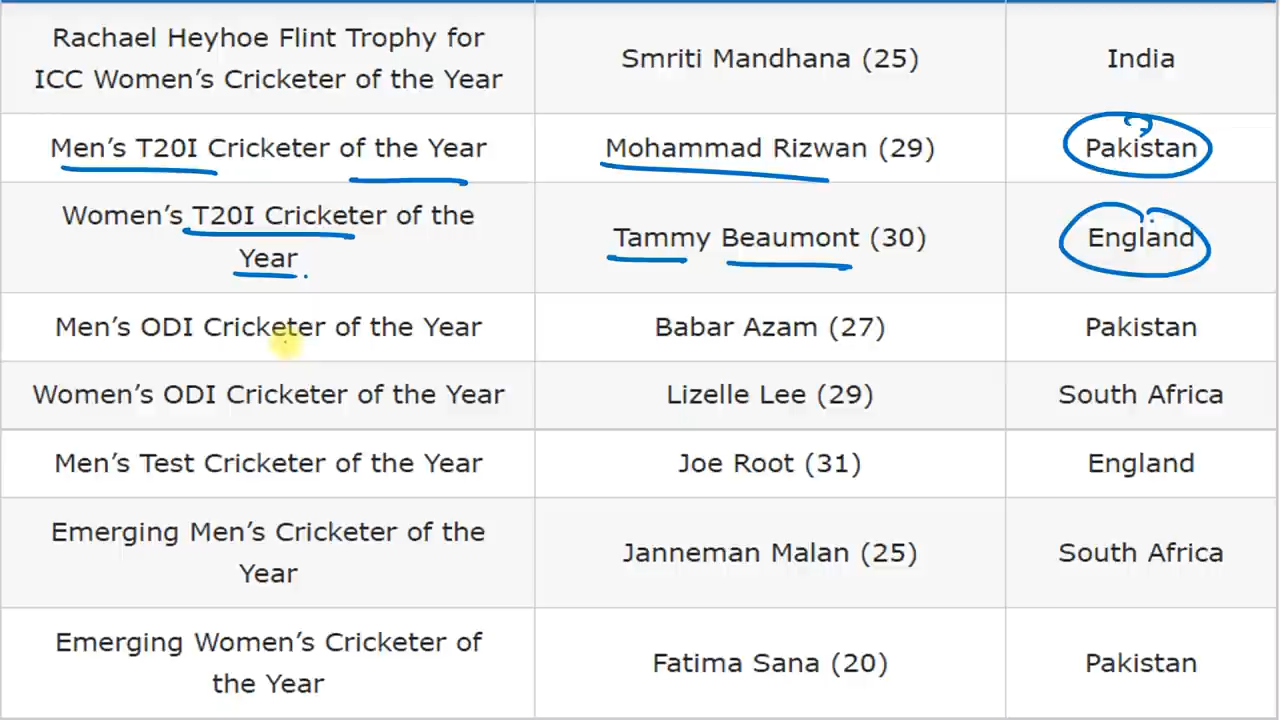 Rachael Heyhoe Flint Trophy for
ICC Women’s Cricketer of the Year
Smriti Mandhana (25)
India
Men’s T20I Cricketer of the Year
Mohammad Rizwan (29)
Pakistan
Women’s T20I Cricketer of the
Year
Tammy Beaumont (30)
England
Men’s ODI Cricketer of the Year
Babar Azam (27)
Pakistan
Women’s ODI Cricketer of the Year
Lizelle Lee (29)
South Africa
Men’s Test Cricketer of the Year
Joe Root (31)
England
Emerging Men’s Cricketer of the
Year
Janneman Malan (25)
South Africa
Emerging Women’s Cricketer of
the Year
Fatima Sana (20)
Pakistan